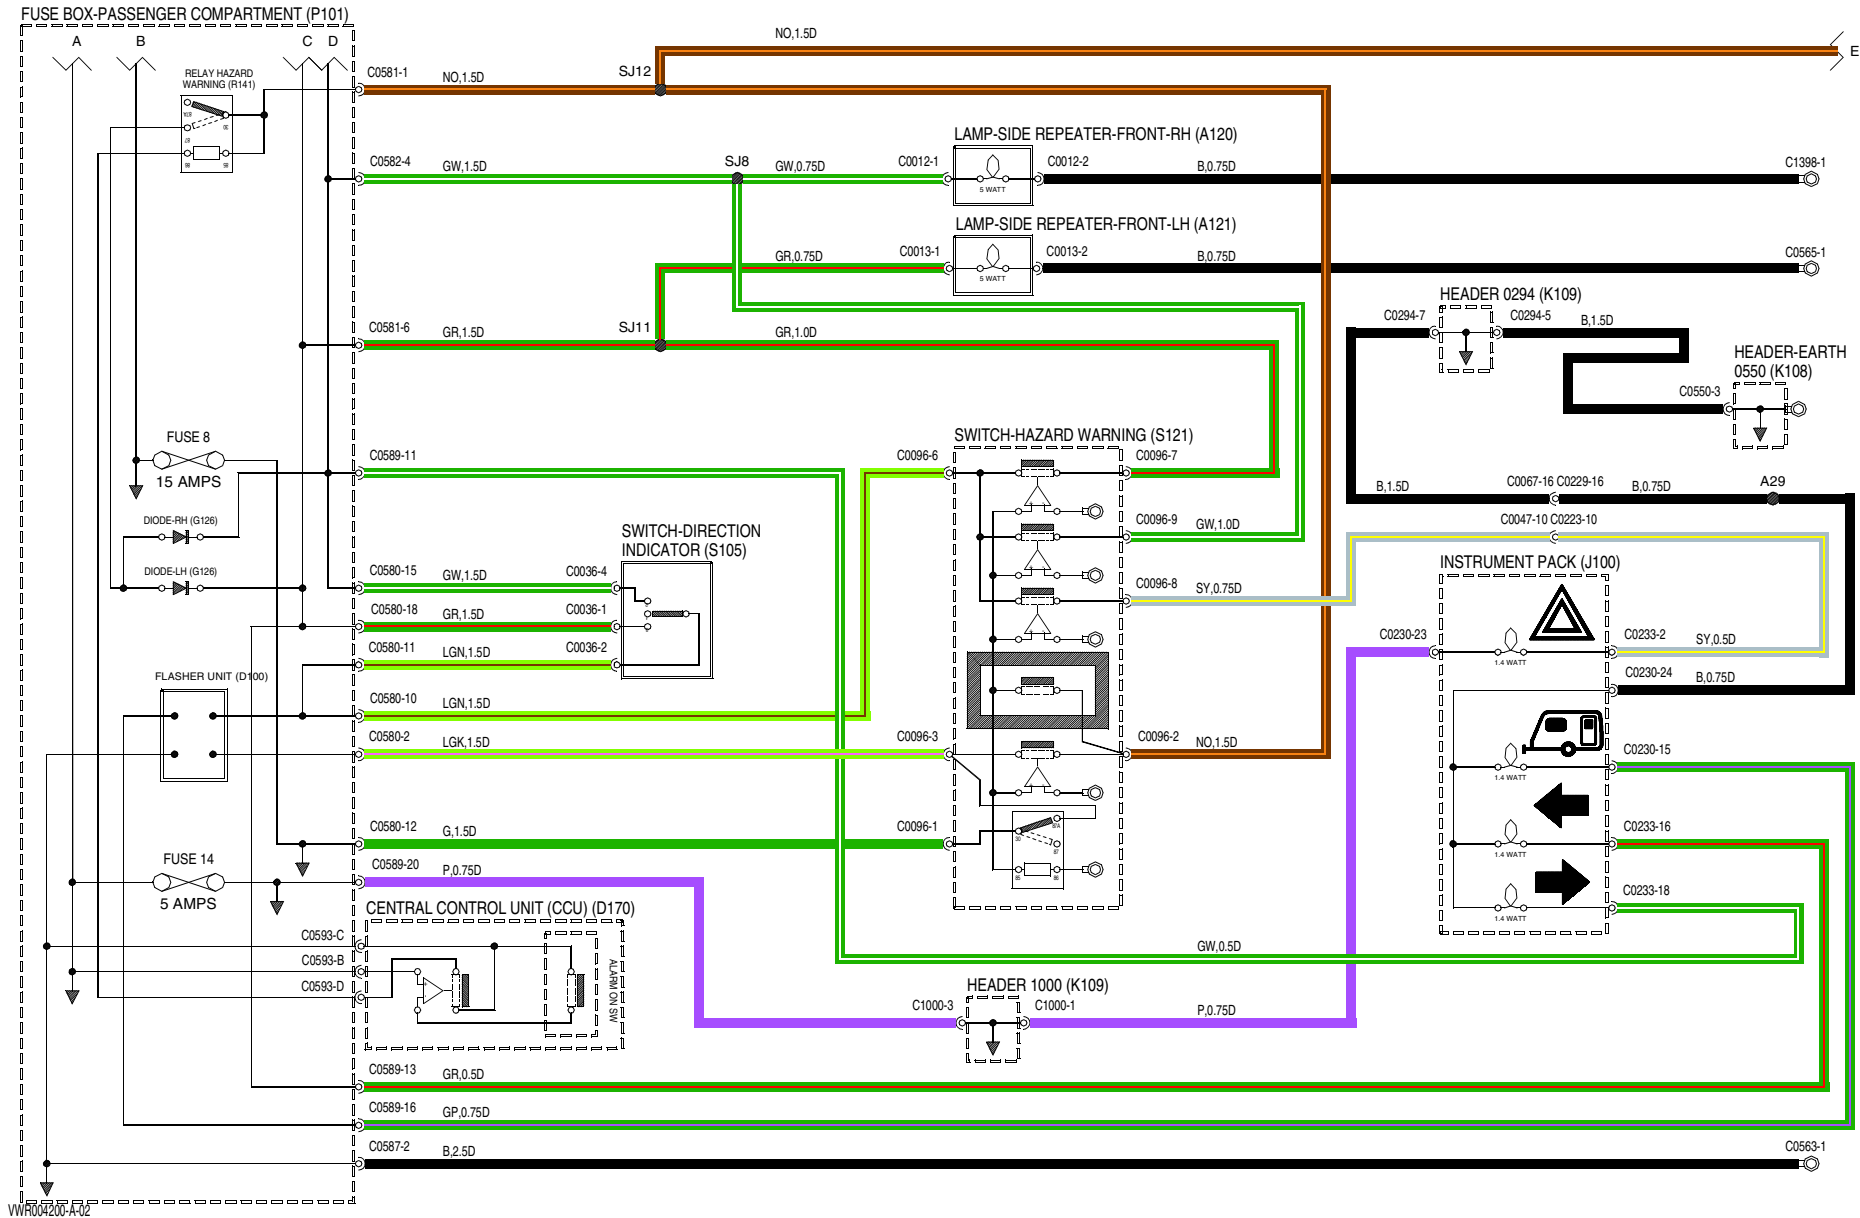 FUSE BOX-PASSENGER COMPARTMENT (P101)
A
B
C
D
NO,1.5D
E
RELAY HAZARD
WARNING (R141)
87A
30
87
86
85
C0581-1
NO,1.5D
SJ12
LAMP-SIDE REPEATER-FRONT-RH (A120)
C0582-4
GW,1.5D
SJ8
GW,0.75D
C0012-1
5 WATT
C0012-2
B,0.75D
C1398-1
LAMP-SIDE REPEATER-FRONT-LH (A121)
GR,0.75D
C0013-1
5 WATT
C0013-2
B,0.75D
C0565-1
HEADER 0294 (K109)
C0294-7
C0294-5
B,1.5D
C0581-6
GR,1.5D
SJ11
GR,1.0D
HEADER-EARTH
0550 (K108)
C0550-3
FUSE 8
15 AMPS
SWITCH-HAZARD WARNING (S121)
C0589-11
C0096-6
C0096-7
B,1.5D
C0067-16 C0229-16
B,0.75D
A29
DIODE-RH (G126)
SWITCH-DIRECTION
INDICATOR (S105)
C0096-9
GW,1.0D
C0047-10 C0223-10
INSTRUMENT PACK (J100)
DIODE-LH (G126)
C0580-15
GW,1.5D
C0036-4
C0096-8
SY,0.75D
C0580-18
GR,1.5D
C0036-1
C0580-11
LGN,1.5D
C0036-2
C0230-23
1.4 WATT
C0233-2
SY,0.5D
FLASHER UNIT (D100)
C0230-24
B,0.75D
C0580-10
LGN,1.5D
C0580-2
LGK,1.5D
C0096-3
C0096-2
NO,1.5D
1.4 WATT
C0230-15
C0580-12
G,1.5D
C0096-1
30
87A
87
85
86
1.4 WATT
C0233-16
FUSE 14
5 AMPS
C0589-20
P,0.75D
1.4 WATT
C0233-18
CENTRAL CONTROL UNIT (CCU) (D170)
C0593-C
C0593-B
C0593-D
ALARM ON SW
GW,0.5D
HEADER 1000 (K109)
C1000-3
C1000-1
P,0.75D
C0589-13
GR,0.5D
C0589-16
GP,0.75D
C0587-2
B,2.5D
C0563-1
VWR004200-A-02